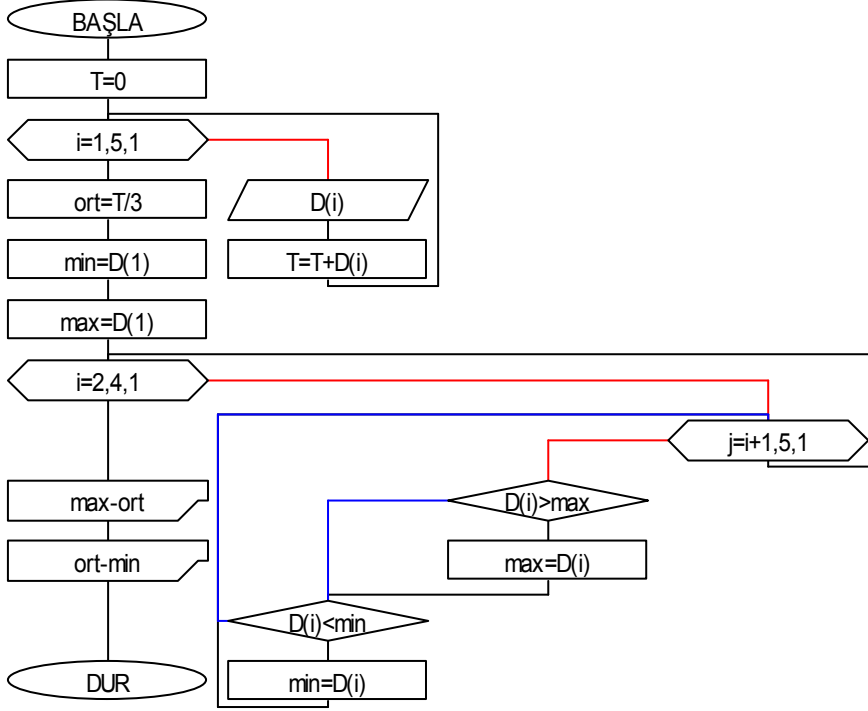 BAŞLA
T=0
i=1,5,1
ort=T/3
D(i)
min=D(1)
T=T+D(i)
max=D(1)
i=2,4,1
j=i+1,5,1
max-ort
D(i)>max
ort-min
max=D(i)
D(i)<min
DUR
min=D(i)